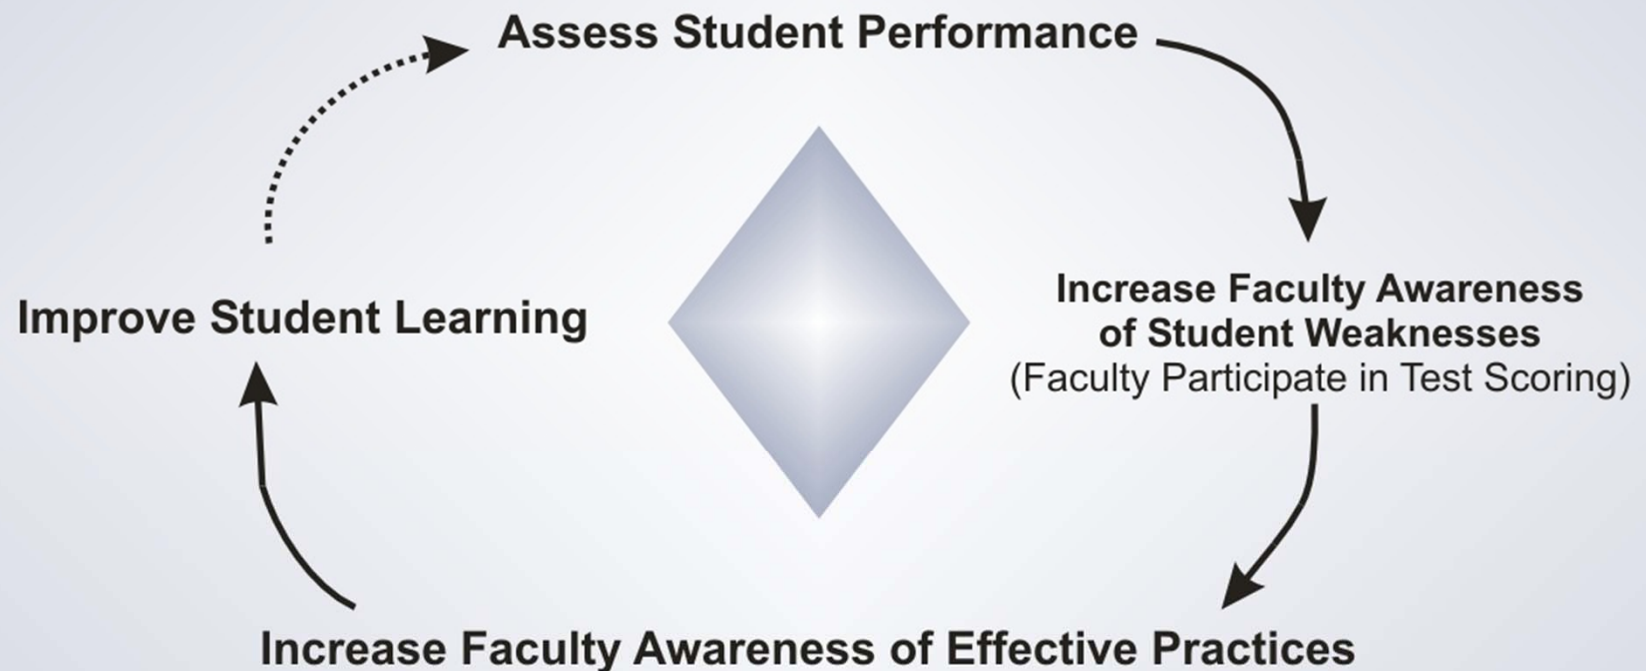 Assess Student Performance
Increase Faculty Awareness
of Student Weaknesses
(Faculty Participate in Test Scoring)
Increase Faculty Awareness of Effective Practices
Improve Student Learning